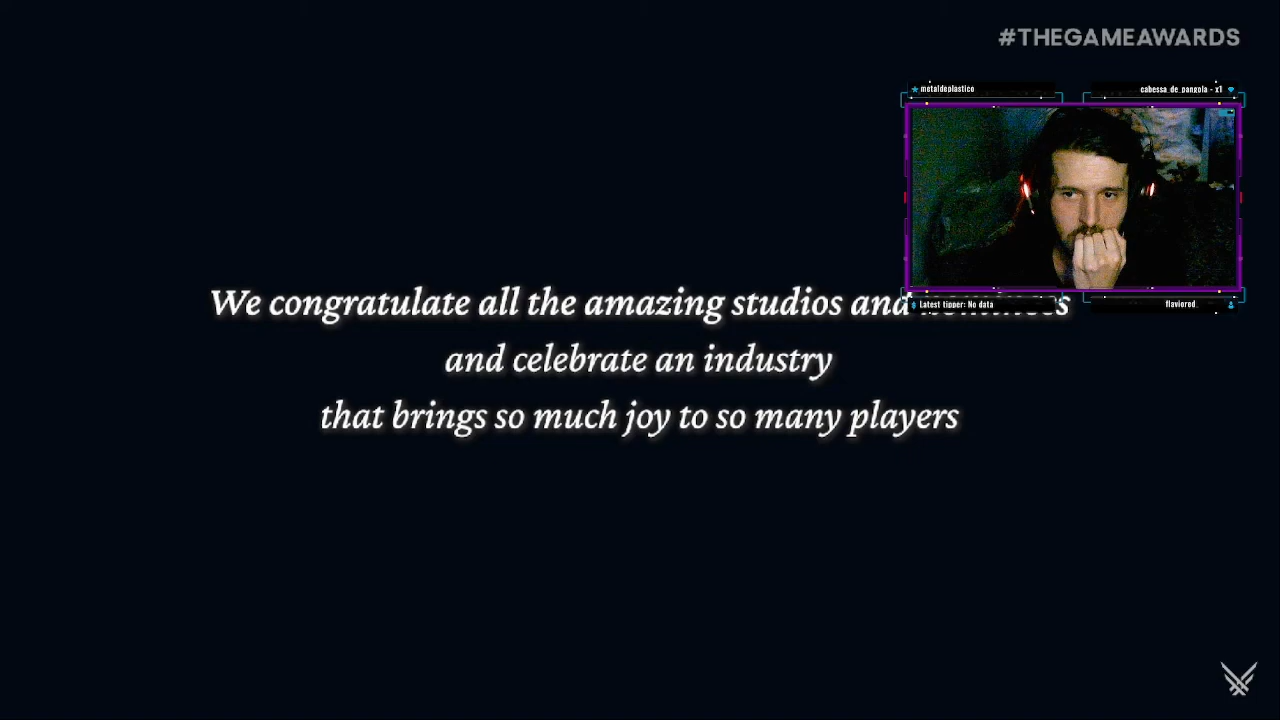 #THEGAMEAWARDS
metaldeplastico
cabessa_de_pangola - x1
We congratulate all the amazing studios and
Latest tipper: No data
flaviored_
and celebrate an industry
that brings so much joy to so many players